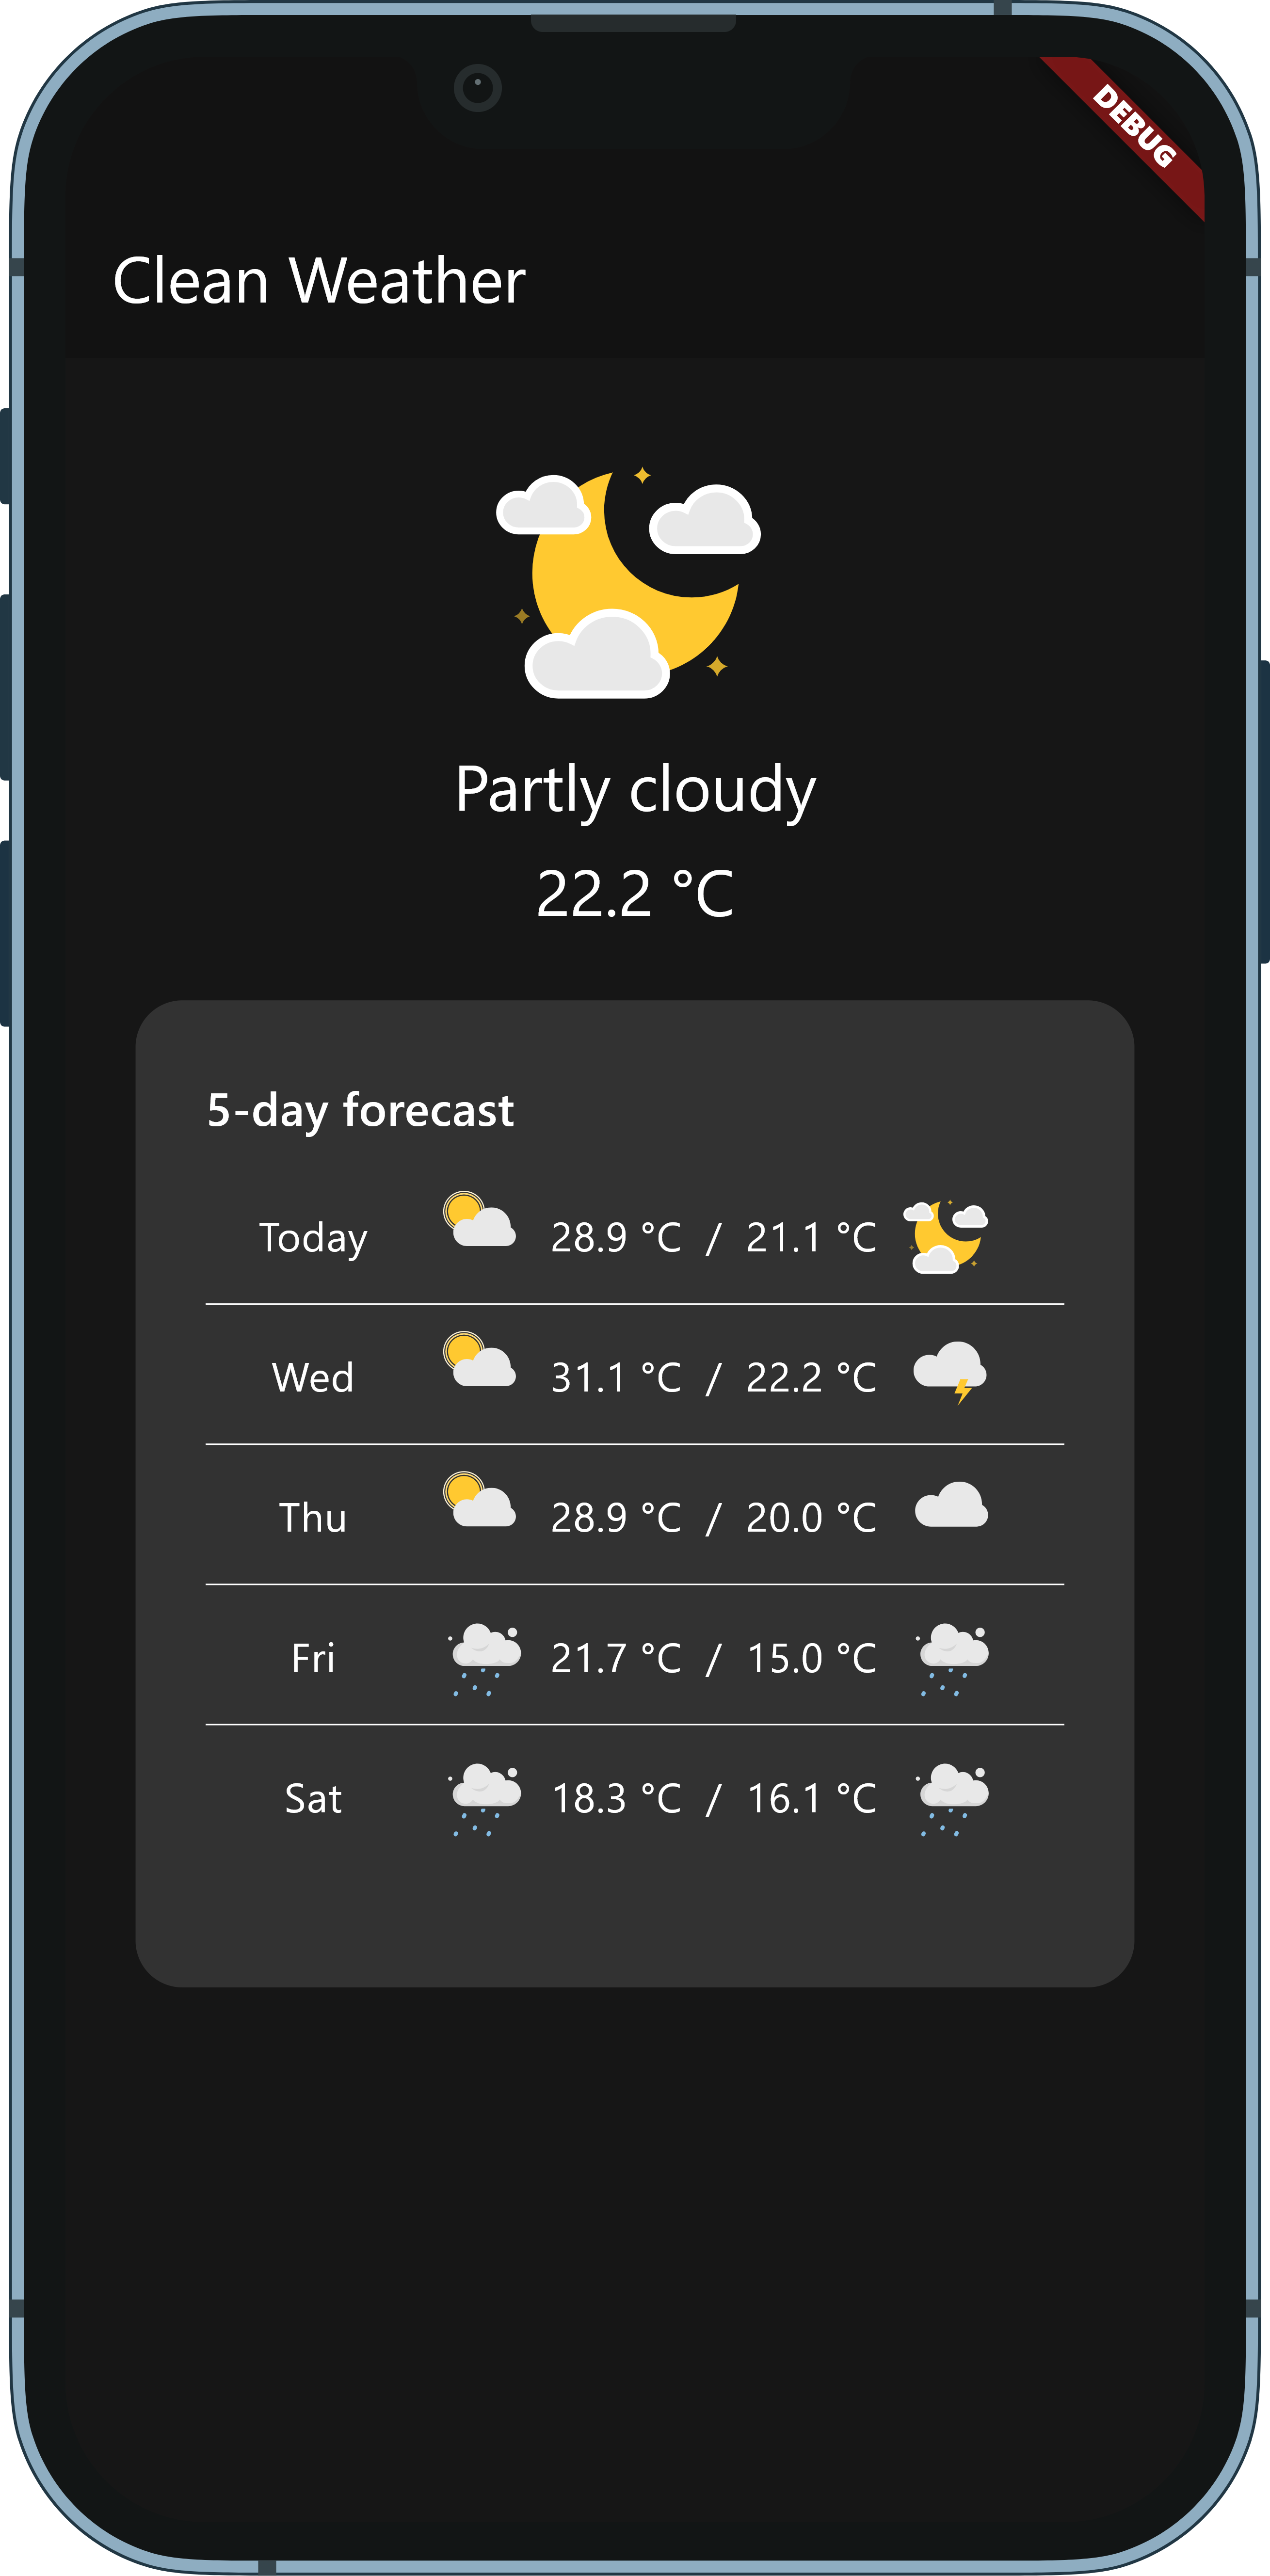 DEBUG
Clean Weather
Partly cloudy
22.2 °C
5-day forecast
Today 28.9 °C / 21.1 °C
Wed 31.1 °C / 22.2 °C
Thu 28.9 °C / 20.0 °C
Fri 21.7 °C / 15.0 °C
Sat 18.3 °C / 16.1 °C